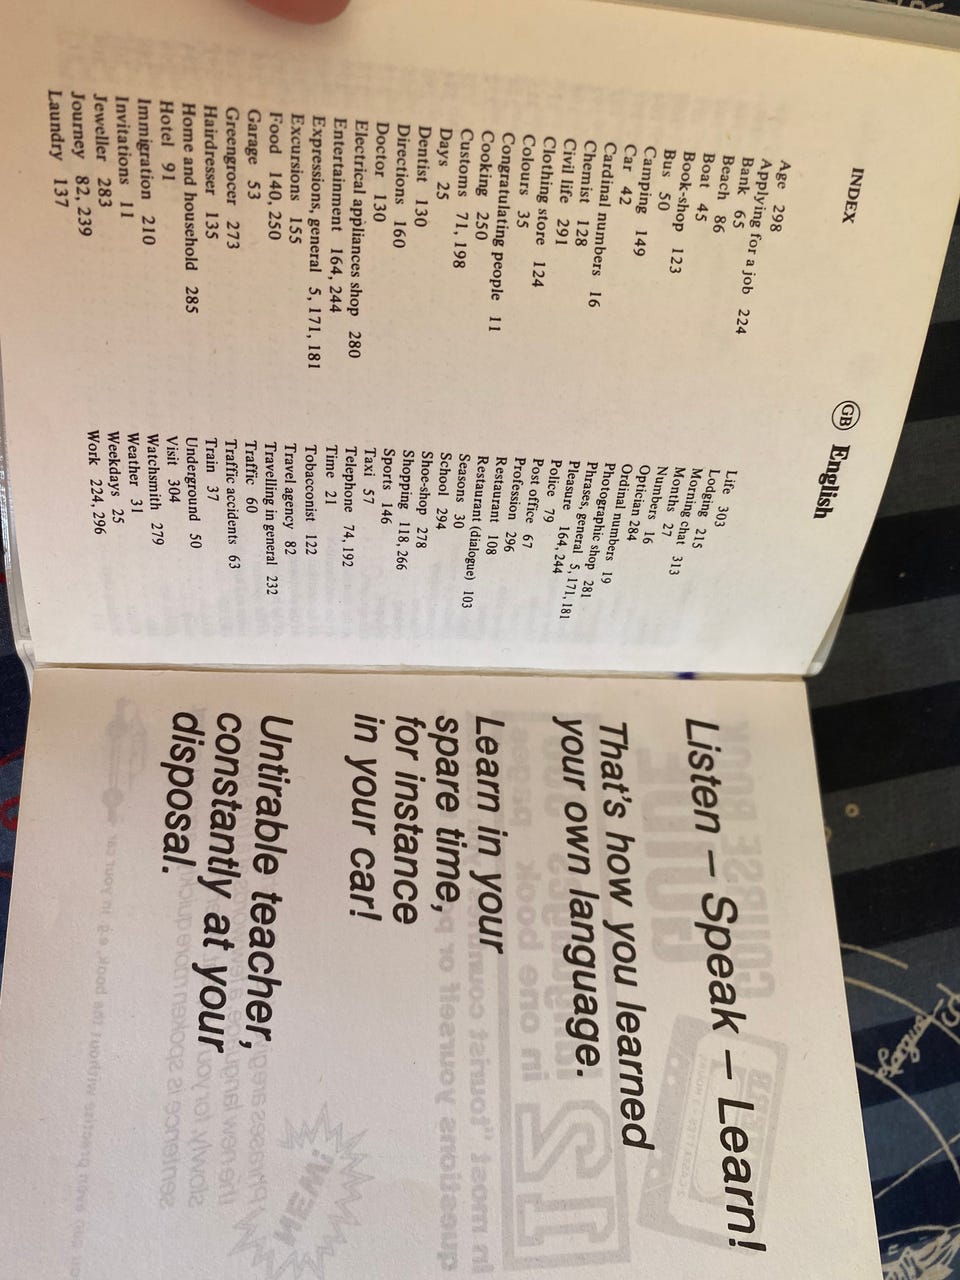 INDEX
GB English
Age 298
Applying for a job 224
Bank 65
Beach 86
Boat 45
Book-shop 123
Bus 50
Camping 149
Car 42
Cardinal numbers 16
Chemist 128
Civil life 291
Clothing store 124
Colours 35
Congratulating people 11
Cooking 250
Customs 71, 198
Days 25
Dentist 130
Directions 160
Doctor 130
Electrical appliances shop 280
Entertainment 164, 244
Expressions, general 5, 171, 181
Excursions 155
Food 140, 250
Garage 53
Greengrocer 273
Hairdresser 135
Home and household 285
Hotel 91
Immigration 210
Invitations 11
Jeweller 283
Journey 82, 239
Laundry 137
Life 303
Lodging 215
Morning chat 313
Months 27
Numbers 16
Optician 284
Ordinal numbers 19
Photographic shop 281
Phrases, general 5, 171, 181
Pleasure 164, 244
Police 79
Post office 67
Profession 296
Restaurant 108
Restaurant (dialogue) 103
Seasons 30
School 294
Shoe-shop 278
Shopping 118, 266
Sports 146
Taxi 57
Telephone 74, 192
Time 21
Tobacconist 122
Travel agency 82
Travelling in general 232
Traffic 60
Traffic accidents 63
Train 37
Underground 50
Visit 304
Watchsmith 279
Weather 31
Weekdays 25
Work 224, 296
Listen – Speak – Learn!
That's how you learned
your own language.
Learn in your
spare time,
for instance
in your car!
Untirable teacher,
constantly at your
disposal.